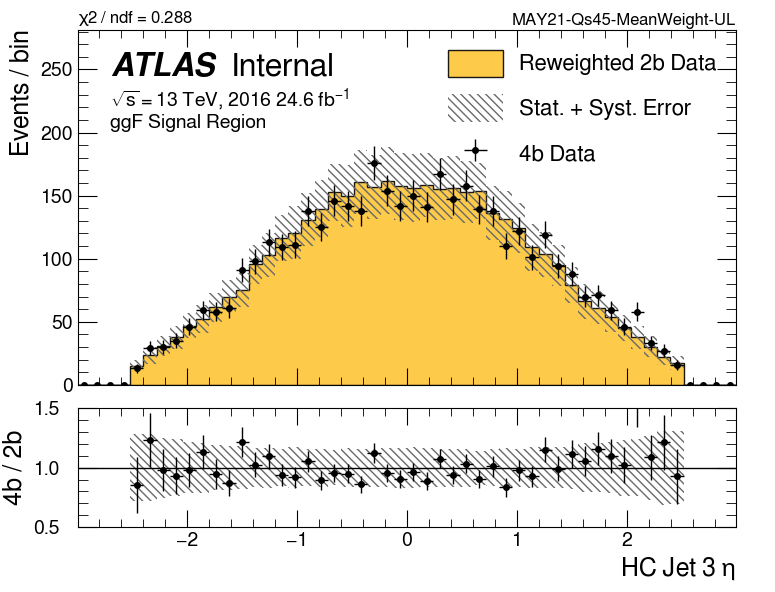 χ² / ndf = 0.288
MAY21-Qs45-MeanWeight-UL
Events / bin
ATLAS Internal
√s = 13 TeV, 2016 24.6 fb⁻¹
ggF Signal Region
Reweighted 2b Data
Stat. + Syst. Error
4b Data
250
200
150
100
50
0
4b / 2b
1.5
1.0
0.5
−2 −1 0 1 2
HC Jet 3 η